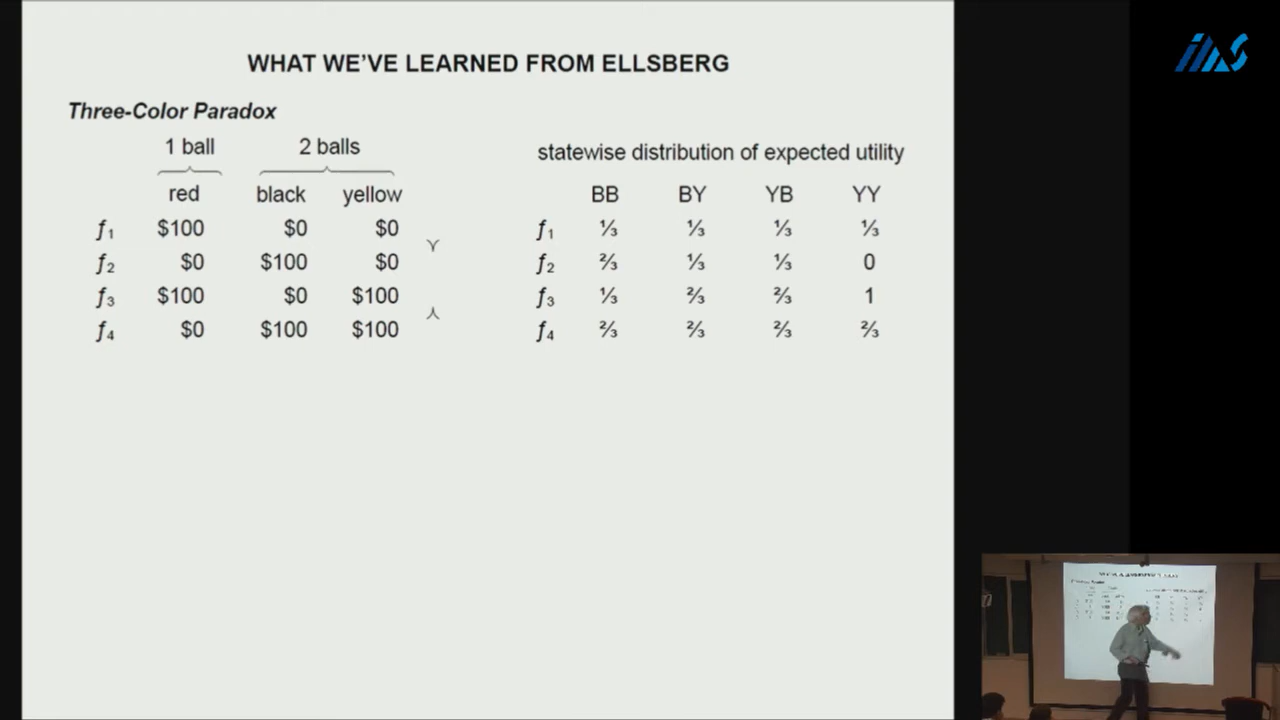 WHAT WE'VE LEARNED FROM ELLSBERG
Three-Color Paradox
1 ball 2 balls
red black yellow
f₁ $100 $0 $0
f₂ $0 $100 $0
f₃ $100 $0 $100
f₄ $0 $100 $100
≻
≺
statewise distribution of expected utility
BB BY YB YY
f₁ ⅓ ⅓ ⅓ ⅓
f₂ ⅔ ⅓ ⅓ 0
f₃ ⅓ ⅔ ⅔ 1
f₄ ⅔ ⅔ ⅔ ⅔